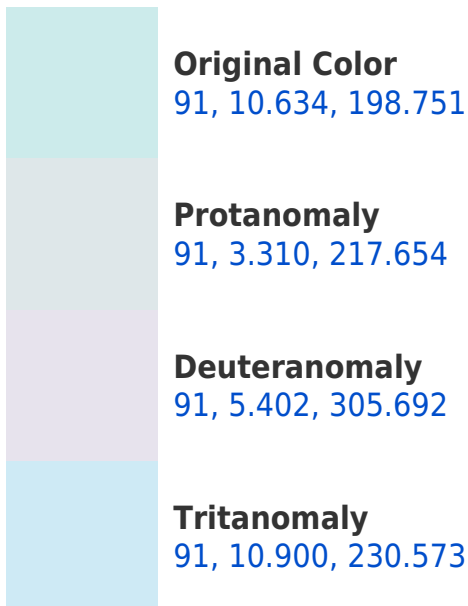 Original Color
91, 10.634, 198.751
Protanomaly
91, 3.310, 217.654
Deuteranomaly
91, 5.402, 305.692
Tritanomaly
91, 10.900, 230.573